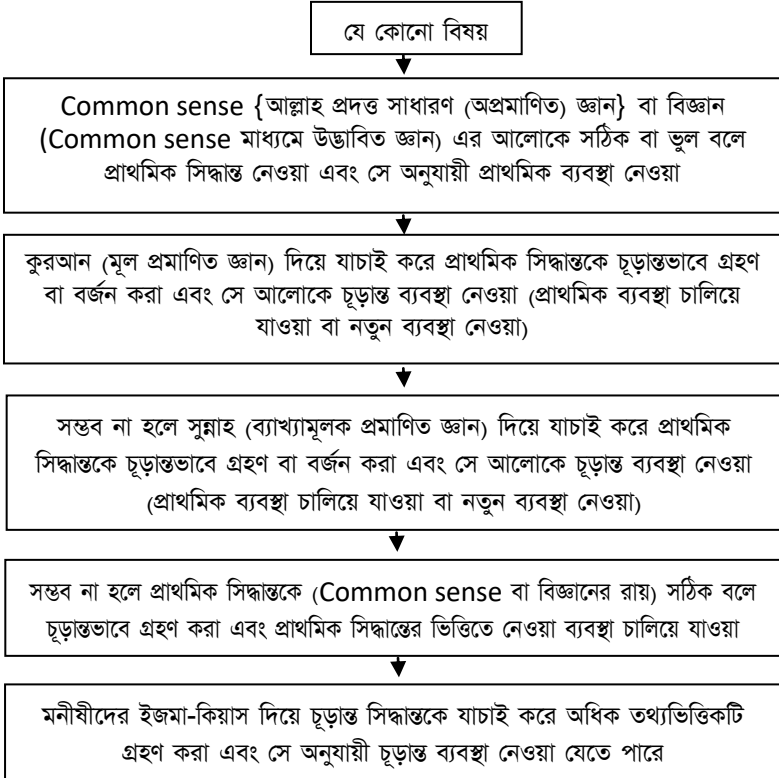 যে কোনো বিষয়
Common sense {আল্লাহ প্রদত্ত সাধারণ (অপ্রমাণিত) জ্ঞান} বা বিজ্ঞান
(Common sense মাধ্যমে উদ্ভাবিত জ্ঞান) এর আলোকে সঠিক বা ভুল বলে
প্রাথমিক সিদ্ধান্ত নেওয়া এবং সে অনুযায়ী প্রাথমিক ব্যবস্থা নেওয়া
কুরআন (মূল প্রমাণিত জ্ঞান) দিয়ে যাচাই করে প্রাথমিক সিদ্ধান্তকে চূড়ান্তভাবে গ্রহণ
বা বর্জন করা এবং সে আলোকে চূড়ান্ত ব্যবস্থা নেওয়া (প্রাথমিক ব্যবস্থা চালিয়ে
যাওয়া বা নতুন ব্যবস্থা নেওয়া)
সম্ভব না হলে সুন্নাহ (ব্যাখ্যামূলক প্রমাণিত জ্ঞান) দিয়ে যাচাই করে প্রাথমিক
সিদ্ধান্তকে চূড়ান্তভাবে গ্রহণ বা বর্জন করা এবং সে আলোকে চূড়ান্ত ব্যবস্থা নেওয়া
(প্রাথমিক ব্যবস্থা চালিয়ে যাওয়া বা নতুন ব্যবস্থা নেওয়া)
সম্ভব না হলে প্রাথমিক সিদ্ধান্তকে (Common sense বা বিজ্ঞানের রায়) সঠিক বলে
চূড়ান্তভাবে গ্রহণ করা এবং প্রাথমিক সিদ্ধান্তের ভিত্তিতে নেওয়া ব্যবস্থা চালিয়ে যাওয়া
মনীষীদের ইজমা-কিয়াস দিয়ে চূড়ান্ত সিদ্ধান্তকে যাচাই করে অধিক তথ্যভিত্তিকটি
গ্রহণ করা এবং সে অনুযায়ী চূড়ান্ত ব্যবস্থা নেওয়া যেতে পারে